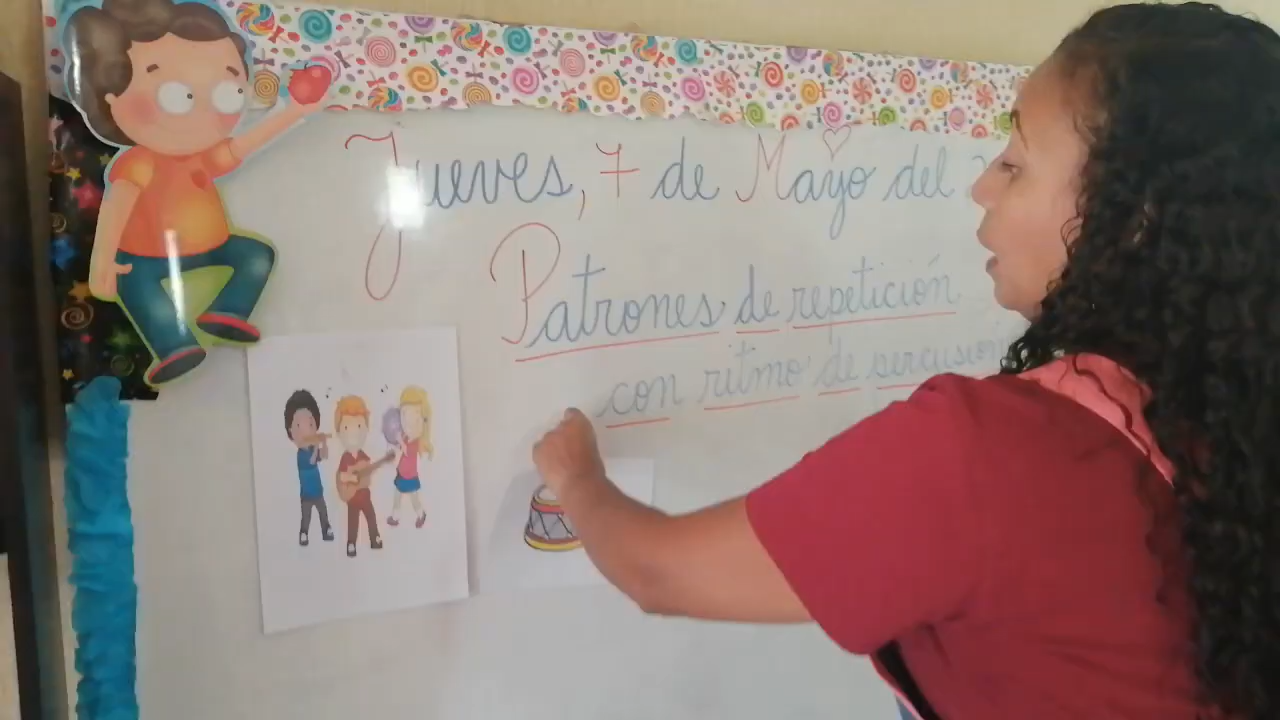 Jueves, 7 de Mayo del
Patrones de repetición
con ritmo de percusión